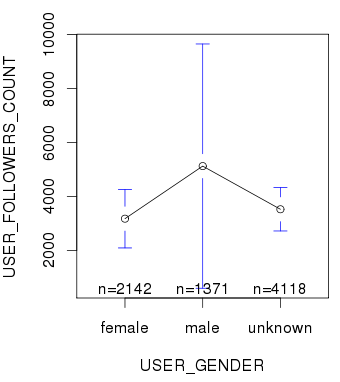 USER_FOLLOWERS_COUNT
10000
8000
6000
4000
2000
n=2142 n=1371 n=4118
female male unknown
USER_GENDER